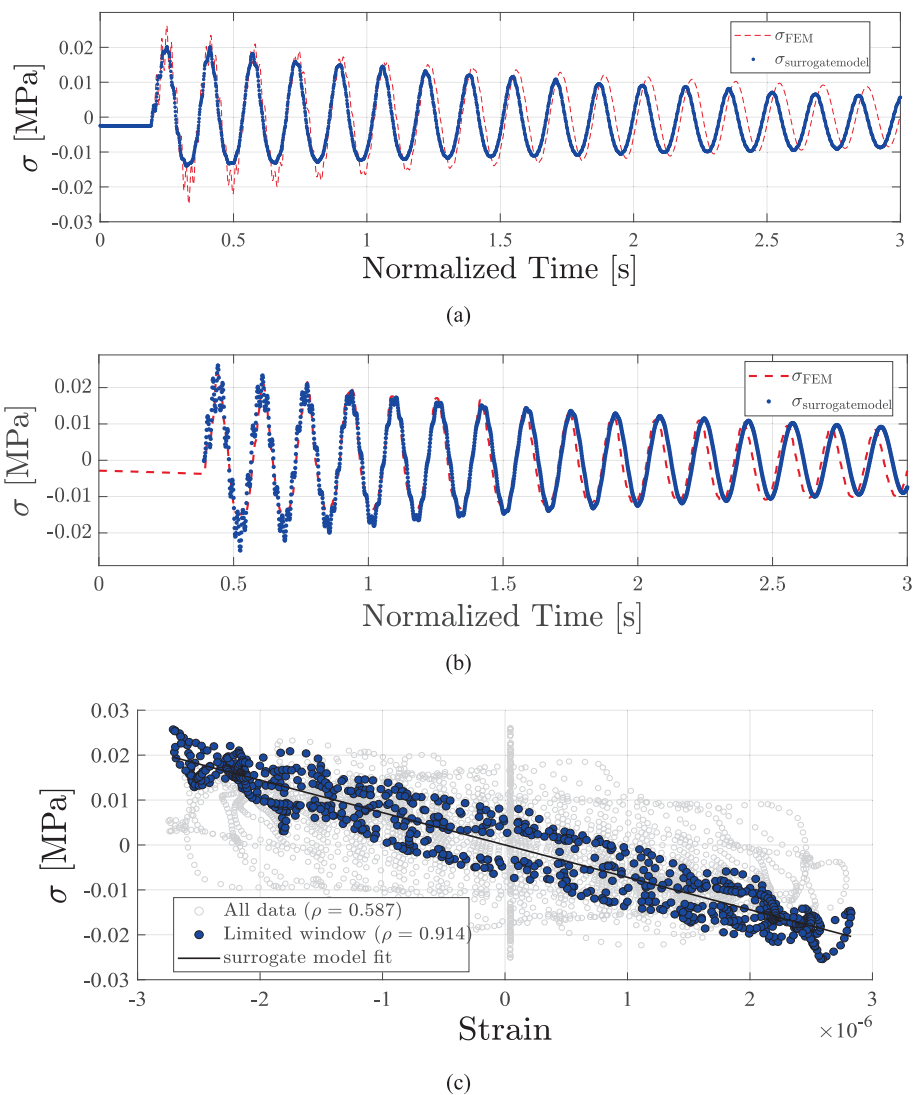 0.02
0.01
0
-0.01
-0.02
-0.03
σ [MPa]
σFEM
σsurrogatemodel
0 0.5 1 1.5 2 2.5 3
Normalized Time [s]
(a)
0.02
0.01
0
-0.01
-0.02
σ [MPa]
σFEM
σsurrogatemodel
0 0.5 1 1.5 2 2.5 3
Normalized Time [s]
(b)
0.03
0.02
0.01
0
-0.01
-0.02
-0.03
σ [MPa]
All data (ρ = 0.587)
Limited window (ρ = 0.914)
surrogate model fit
-3 -2 -1 0 1 2 3
Strain
×10⁻⁶
(c)